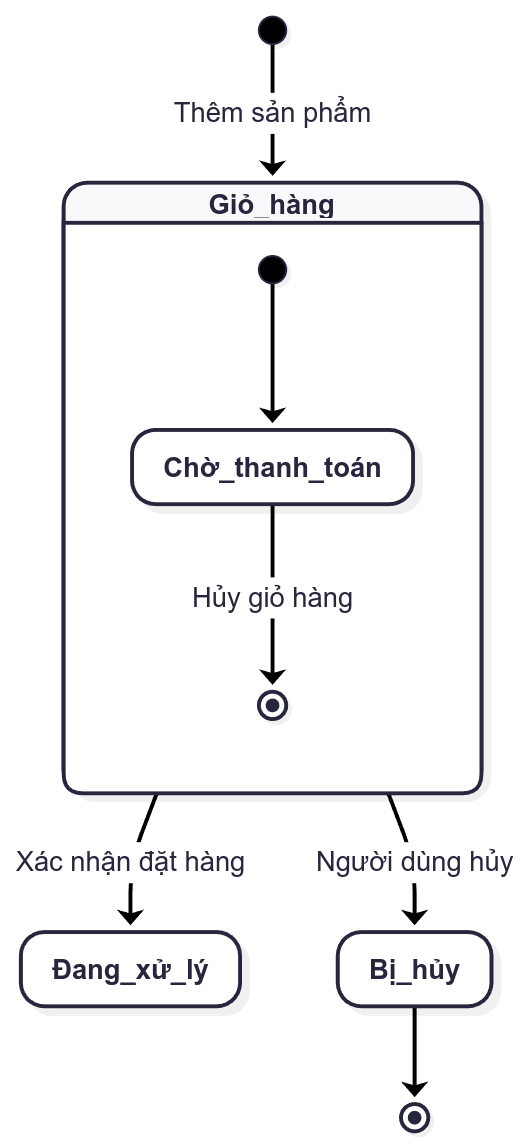 Thêm sản phẩm
Giỏ_hàng
Chờ_thanh_toán
Hủy giỏ hàng
Xác nhận đặt hàng
Người dùng hủy
Đang_xử_lý
Bị_hủy